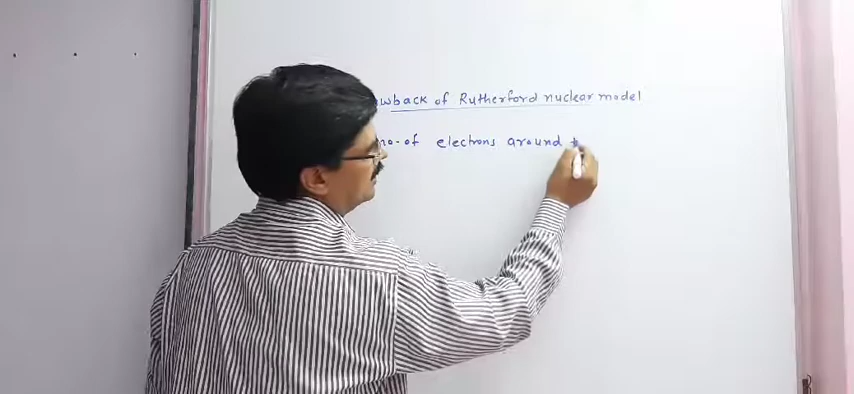 wback of Rutherford nuclear model
no. of electrons around